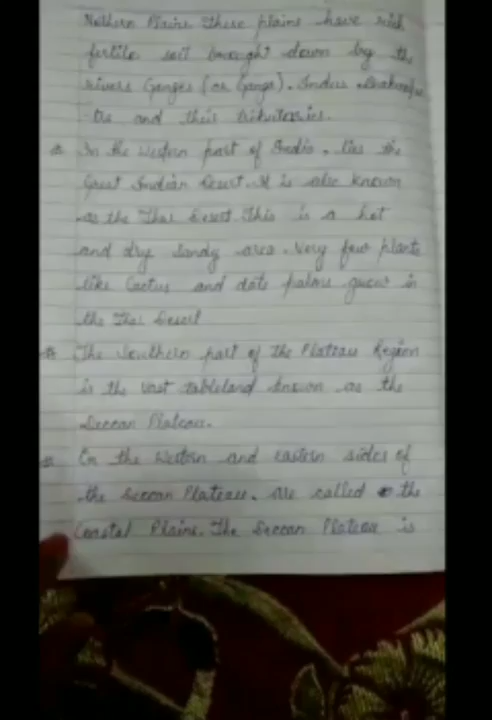 Nothern Plains. These plains have rich
fertile soil brought down by the
rivers Ganges (or Ganga). Indus
and their tributaries.
In the western part of India, lies the
Great Indian Desert. It is also known
as the Thar Desert. This is a hot
and dry sandy area. Very few plants
like Cactus and date palms grow in
the Thar Desert
The Southern part of the Plateau Region
is the vast tableland known as the
Deccan Plateau.
On the western and eastern sides of
the Deccan Plateau. Are called the
Coastal Plains. The Deccan Plateau is